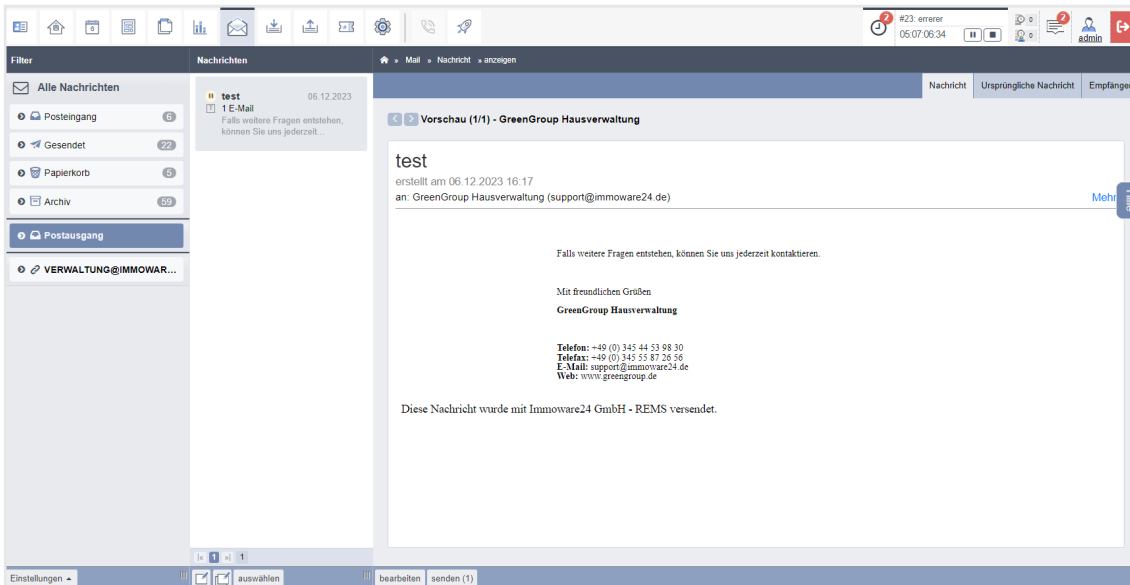 2
#23: errerer
05:07:06:34
0
0
2
admin
6
Filter
Nachrichten
» Mail » Nachricht » anzeigen
Alle Nachrichten
Posteingang 6
Gesendet 22
Papierkorb 5
Archiv 59
Postausgang
VERWALTUNG@IMMOWAR...
test 06.12.2023
1 E-Mail
Falls weitere Fragen entstehen,
können Sie uns jederzeit...
Nachricht Ursprüngliche Nachricht Empfänger
Vorschau (1/1) - GreenGroup Hausverwaltung
test
erstellt am 06.12.2023 16:17
an: GreenGroup Hausverwaltung (support@immoware24.de)
Mehr
Falls weitere Fragen entstehen, können Sie uns jederzeit kontaktieren.
Mit freundlichen Grüßen
GreenGroup Hausverwaltung
Telefon: +49 (0) 345 44 53 98 30
Telefax: +49 (0) 345 55 87 26 56
E-Mail: support@immoware24.de
Web: www.greengroup.de
Diese Nachricht wurde mit Immoware24 GmbH - REMS versendet.
1 1
Einstellungen
auswählen
bearbeiten senden (1)